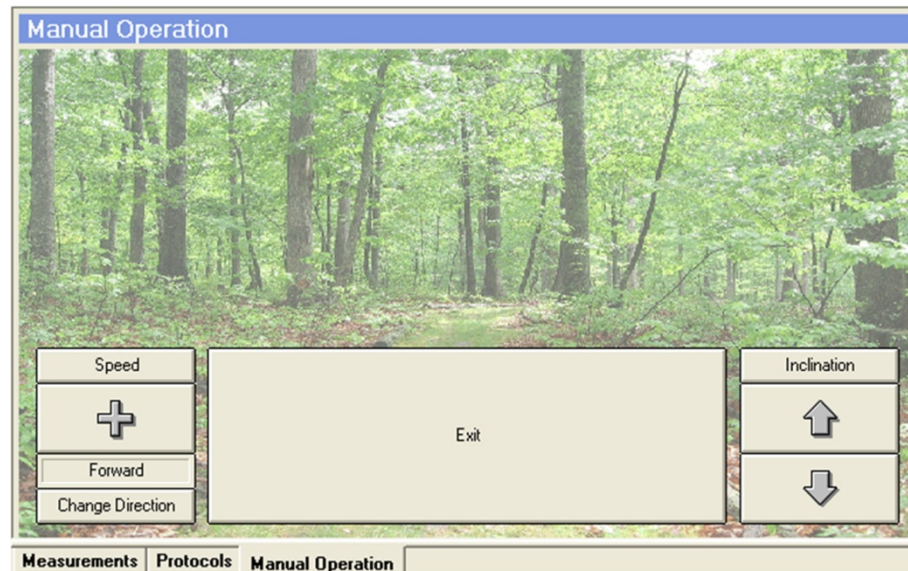 Manual Operation
Speed
Inclination
Exit
Forward
Change Direction
Measurements
Protocols
Manual Operation